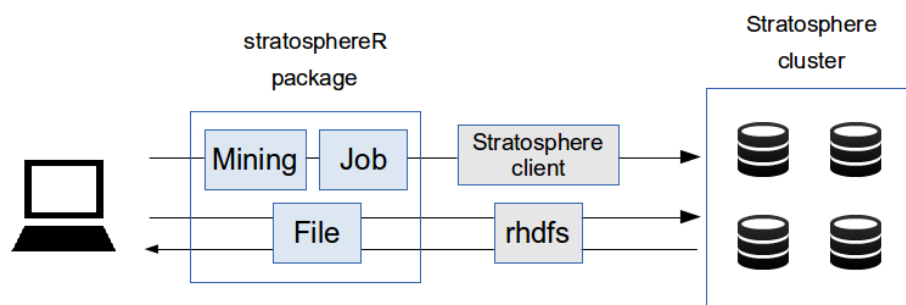 stratosphereR
package
Stratosphere
cluster
Mining
Job
Stratosphere
client
File
rhdfs